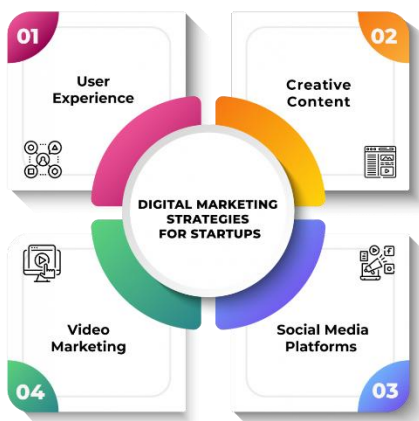 01
User
Experience
02
Creative
Content
DIGITAL MARKETING
STRATEGIES
FOR STARTUPS
Video
Marketing
04
Social Media
Platforms
03